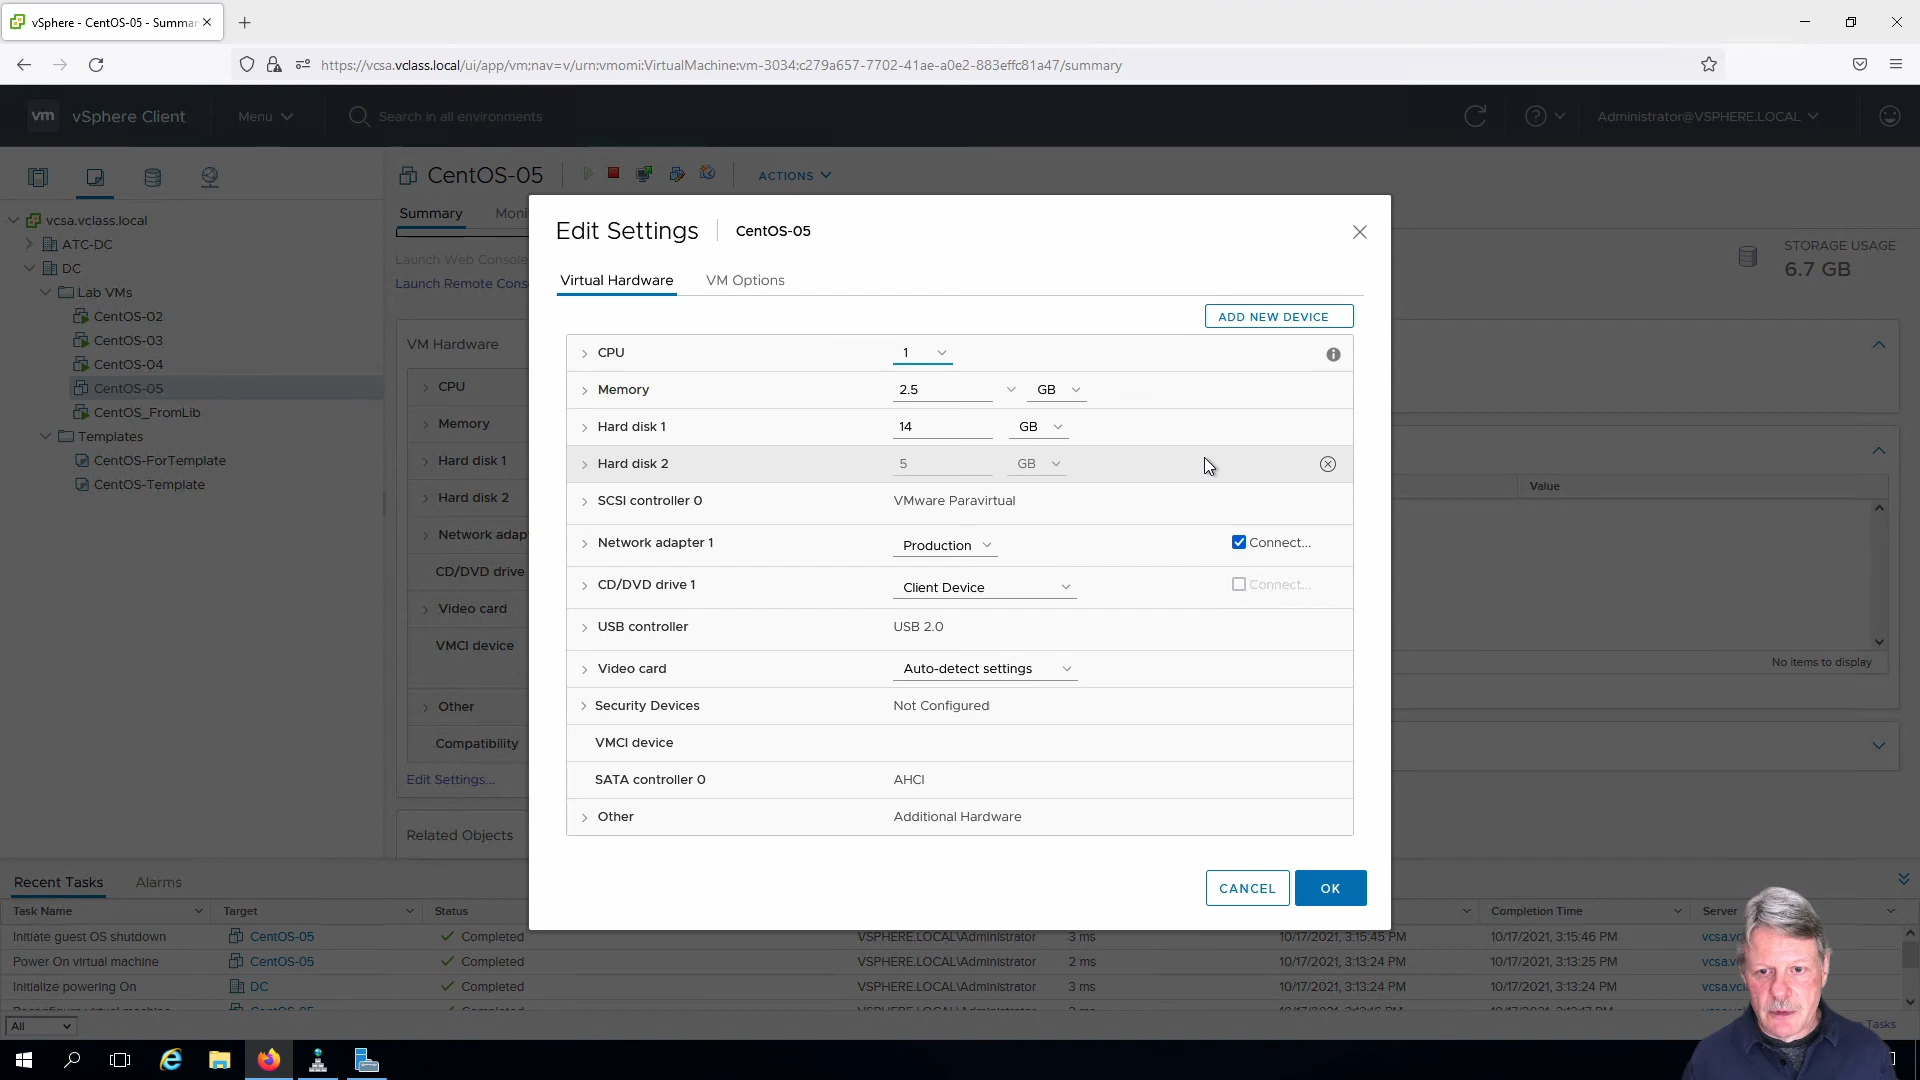 vSphere - CentOS-05 - Summar
https://vcsa.vclass.local/ui/app/vm;nav=v/urn:vmomi:VirtualMachine:vm-3034:c279a657-7702-41ae-a0e2-883effc81a47/summary
vm vSphere Client Menu Search in all environments Administrator@VSPHERE.LOCAL
CentOS-05 ACTIONS
Summary Moni
vcsa.vclass.local
ATC-DC
DC
Lab VMs
CentOS-02
CentOS-03
CentOS-04
CentOS-05
CentOS_FromLib
Templates
CentOS-ForTemplate
CentOS-Template
Launch Web Console
Launch Remote Cons
STORAGE USAGE
6.7 GB
VM Hardware
CPU
Memory
Hard disk 1
Hard disk 2
Network adap
CD/DVD drive
Video card
VMCI device
Other
Compatibility
Edit Settings...
Related Objects
Value
No items to display
Edit Settings CentOS-05
Virtual Hardware VM Options
ADD NEW DEVICE
CPU 1
Memory 2.5 GB
Hard disk 1 14 GB
Hard disk 2 5 GB
SCSI controller 0 VMware Paravirtual
Network adapter 1 Production Connect...
CD/DVD drive 1 Client Device Connect...
USB controller USB 2.0
Video card Auto-detect settings
Security Devices Not Configured
VMCI device
SATA controller 0 AHCI
Other Additional Hardware
CANCEL OK
Recent Tasks Alarms
Task Name Target Status Completion Time Server
Initiate guest OS shutdown CentOS-05 Completed VSPHERE.LOCAL\Administrator 3 ms 10/17/2021, 3:15:45 PM 10/17/2021, 3:15:46 PM
Power On virtual machine CentOS-05 Completed VSPHERE.LOCAL\Administrator 2 ms 10/17/2021, 3:13:24 PM 10/17/2021, 3:13:25 PM
Initialize powering On DC Completed VSPHERE.LOCAL\Administrator 3 ms 10/17/2021, 3:13:24 PM 10/17/2021, 3:13:24 PM
All Tasks